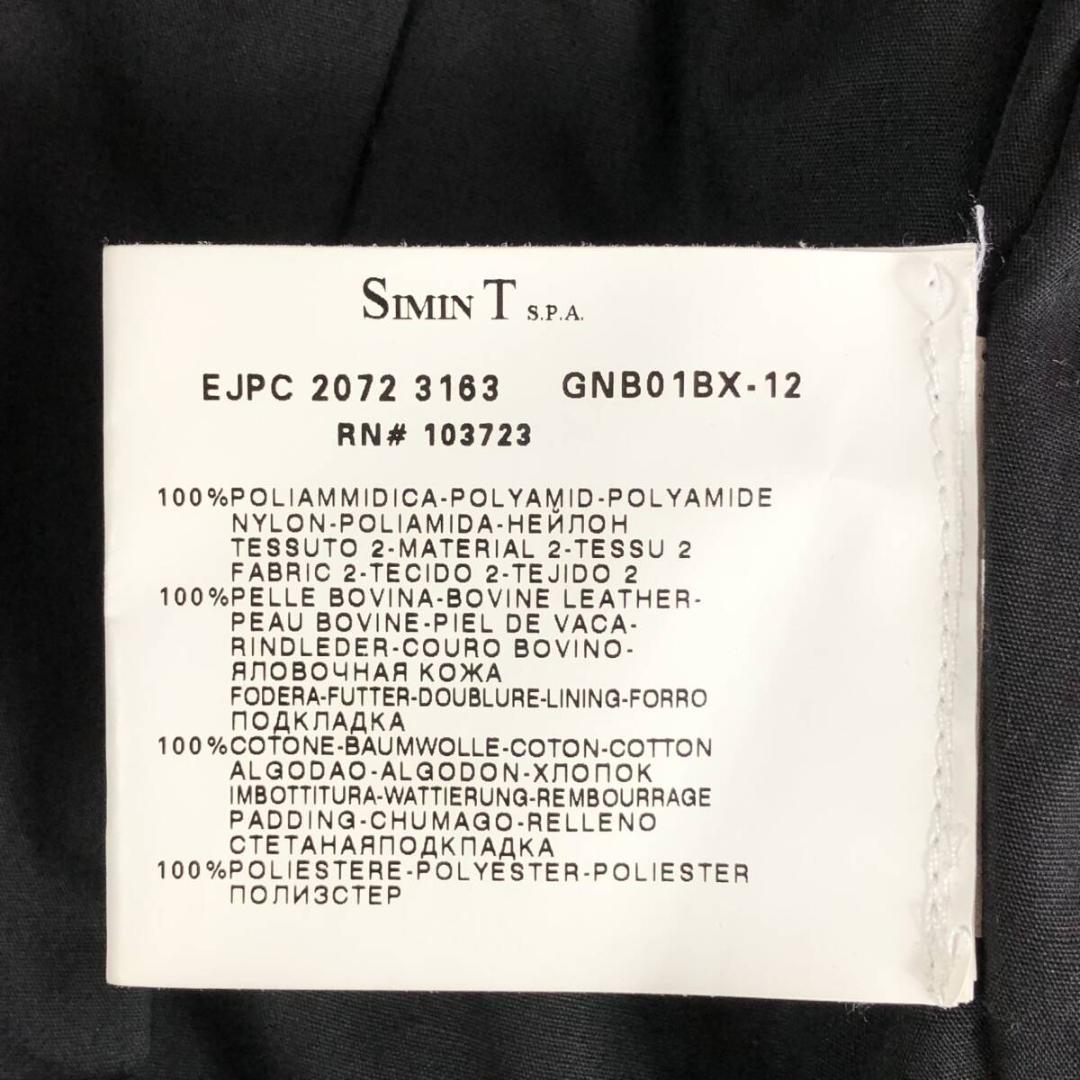 SIMIN T S.P.A.
EJPC 2072 3163 GNB01BX-12
RN# 103723
100%POLIAMMIDICA-POLYAMID-POLYAMIDE
NYLON-POLIAMIDA-НЕЙЛОН
TESSUTO 2-MATERIAL 2-TESSU 2
FABRIC 2-TECIDO 2-TEJIDO 2
100%PELLE BOVINA-BOVINE LEATHER-
PEAU BOVINE-PIEL DE VACA-
RINDLEDER-COURO BOVINO-
ЯЛОВОЧНАЯ КОЖА
FODERA-FUTTER-DOUBLURE-LINING-FORRO
ПОДКЛАДКА
100%COTONE-BAUMWOLLE-COTON-COTTON
ALGODAO-ALGODON-ХЛОПОК
IMBOTTITURA-WATTIERUNG-REMBOURRAGE
PADDING-CHUMAGO-RELLENO
СТЕТАНАЯПОДКПАДКА
100%POLIESTERE-POLYESTER-POLIESTER
ПОЛИЗСТЕР